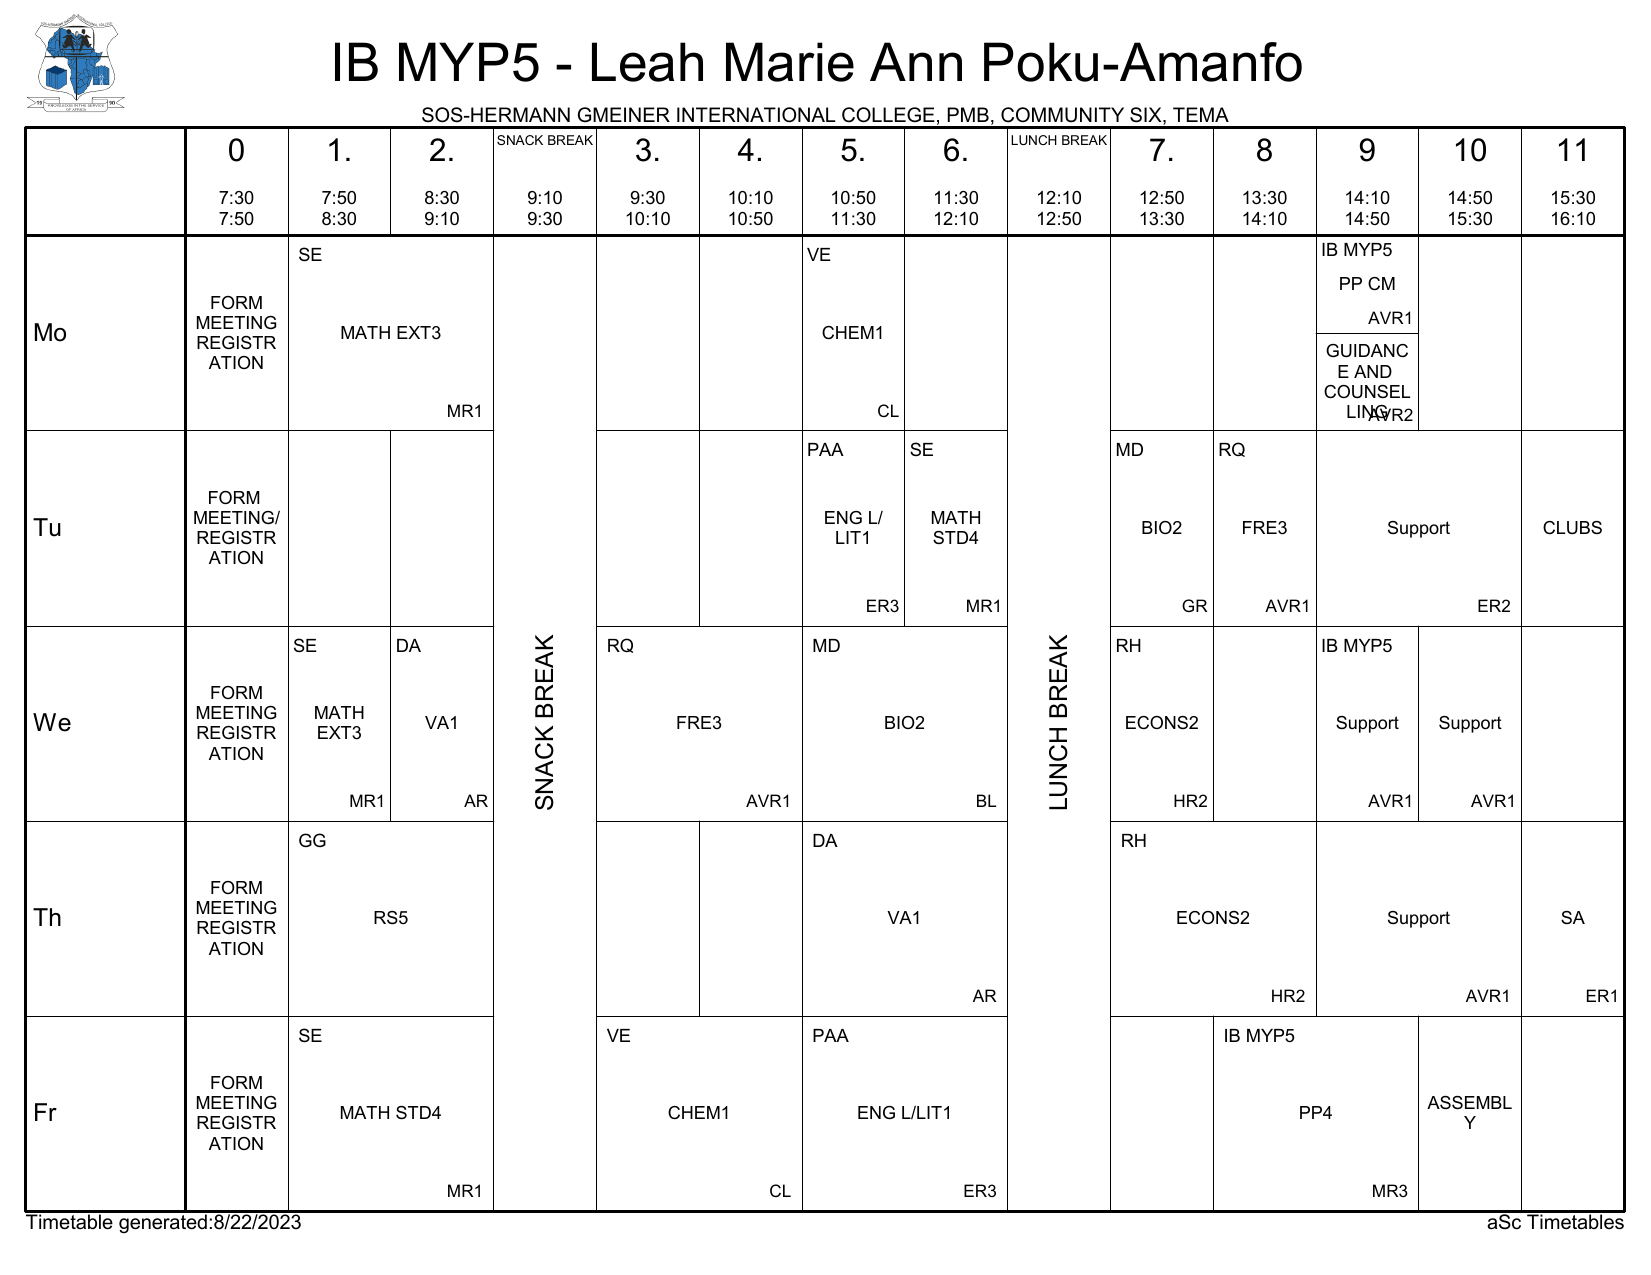 IB MYP5 - Leah Marie Ann Poku-Amanfo
SOS-HERMANN GMEINER INTERNATIONAL COLLEGE, PMB, COMMUNITY SIX, TEMA
0 1. 2. SNACK BREAK 3. 4. 5. 6. LUNCH BREAK 7. 8 9 10 11
7:30 7:50 8:30 9:10 9:30 10:10 10:50 11:30 12:10 12:50 13:30 14:10 14:50 15:30
7:50 8:30 9:10 9:30 10:10 10:50 11:30 12:10 12:50 13:30 14:10 14:50 15:30 16:10
Mo
FORM
MEETING
REGISTR
ATION
SE
MATH EXT3
MR1
VE
CHEM1
CL
IB MYP5
PP CM
AVR1
GUIDANC
E AND
COUNSEL
LING
AVR2
Tu
FORM
MEETING/
REGISTR
ATION
PAA
ENG L/
LIT1
ER3
SE
MATH
STD4
MR1
MD
BIO2
GR
RQ
FRE3
AVR1
Support
ER2
CLUBS
We
FORM
MEETING
REGISTR
ATION
SE
MATH
EXT3
MR1
DA
VA1
AR
SNACK BREAK
RQ
FRE3
AVR1
MD
BIO2
BL
LUNCH BREAK
RH
ECONS2
HR2
IB MYP5
Support
AVR1
Support
AVR1
Th
FORM
MEETING
REGISTR
ATION
GG
RS5
DA
VA1
AR
RH
ECONS2
HR2
Support
AVR1
SA
ER1
Fr
FORM
MEETING
REGISTR
ATION
SE
MATH STD4
MR1
VE
CHEM1
CL
PAA
ENG L/LIT1
ER3
IB MYP5
PP4
MR3
ASSEMBL
Y
Timetable generated:8/22/2023
aSc Timetables